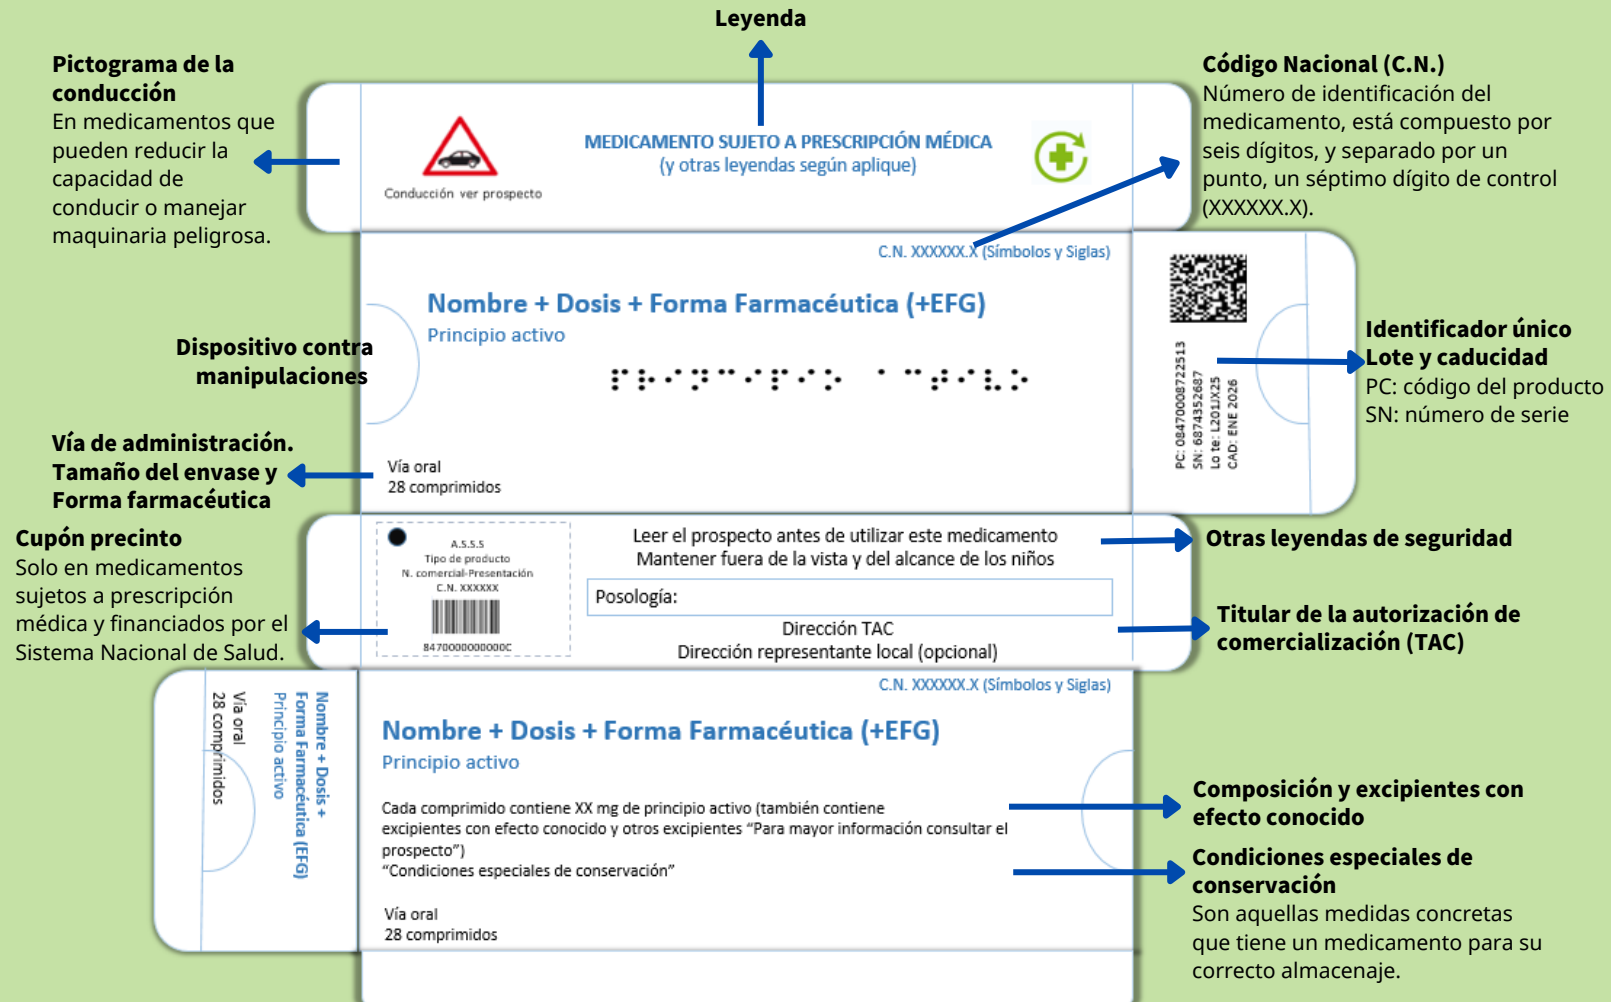 Leyenda
Pictograma de la
conducción
En medicamentos que
pueden reducir la
capacidad de
conducir o manejar
maquinaria peligrosa.
Conducción ver prospecto
MEDICAMENTO SUJETO A PRESCRIPCIÓN MÉDICA
(y otras leyendas según aplique)
Código Nacional (C.N.)
Número de identificación del
medicamento, está compuesto por
seis dígitos, y separado por un
punto, un séptimo dígito de control
(XXXXXX.X).
C.N. XXXXXX.X (Símbolos y Siglas)
Nombre + Dosis + Forma Farmacéutica (+EFG)
Principio activo
⠏⠗⠊⠝⠉⠊⠏⠊⠕ ⠁⠉⠞⠊⠧⠕
Dispositivo contra
manipulaciones
Vía de administración.
Tamaño del envase y
Forma farmacéutica
Vía oral
28 comprimidos
PC: 08470008722513
SN: 6874352687
Lo te: L201JX25
CAD: ENE 2026
Identificador único
Lote y caducidad
PC: código del producto
SN: número de serie
Cupón precinto
Solo en medicamentos
sujetos a prescripción
médica y financiados por el
Sistema Nacional de Salud.
A.S.S.S
Tipo de producto
N. comercial-Presentación
C.N. XXXXXX
8470000000000C
Leer el prospecto antes de utilizar este medicamento
Mantener fuera de la vista y del alcance de los niños
Posología:
Dirección TAC
Dirección representante local (opcional)
Otras leyendas de seguridad
Titular de la autorización de
comercialización (TAC)
Nombre + Dosis +
Forma Farmacéutica (EFG)
Principio activo
Vía oral
28 comprimidos
C.N. XXXXXX.X (Símbolos y Siglas)
Nombre + Dosis + Forma Farmacéutica (+EFG)
Principio activo
Cada comprimido contiene XX mg de principio activo (también contiene
excipientes con efecto conocido y otros excipientes “Para mayor información consultar el
prospecto”)
“Condiciones especiales de conservación”
Vía oral
28 comprimidos
Composición y excipientes con
efecto conocido
Condiciones especiales de
conservación
Son aquellas medidas concretas
que tiene un medicamento para su
correcto almacenaje.